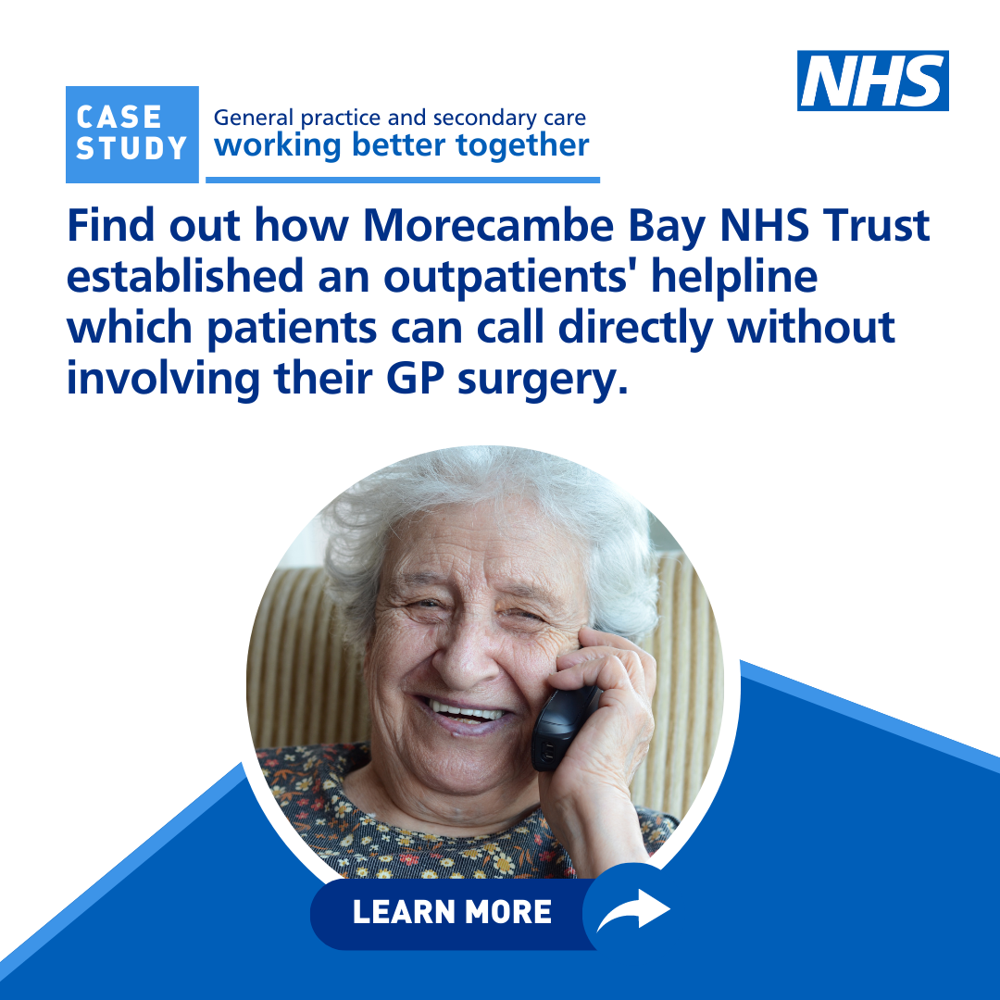 NHS
CASE
STUDY
General practice and secondary care
working better together
Find out how Morecambe Bay NHS Trust
established an outpatients' helpline
which patients can call directly without
involving their GP surgery.
LEARN MORE